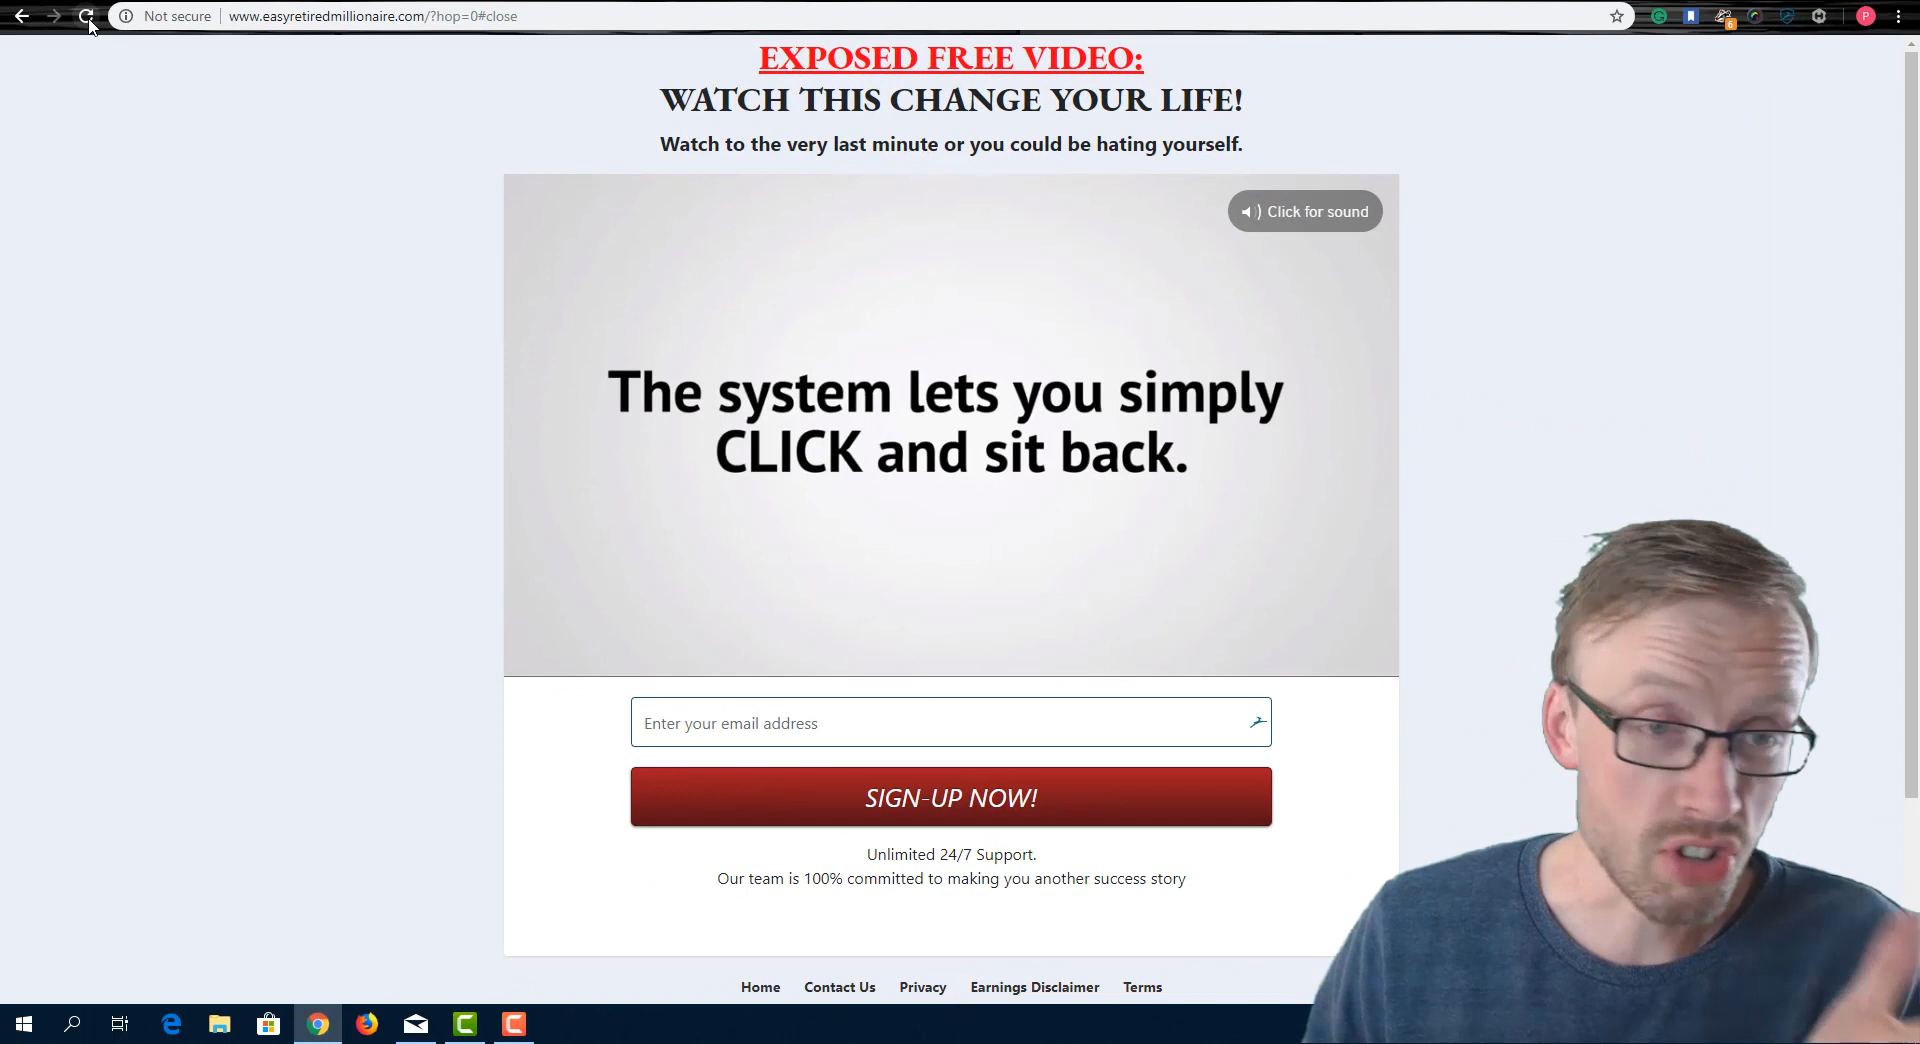 Not secure
www.easyretiredmillionaire.com/?hop=0#close
6
P
EXPOSED FREE VIDEO:
WATCH THIS CHANGE YOUR LIFE!
Watch to the very last minute or you could be hating yourself.
Click for sound
The system lets you simply
CLICK and sit back.
Enter your email address
SIGN-UP NOW!
Unlimited 24/7 Support.
Our team is 100% committed to making you another success story
Home
Contact Us
Privacy
Earnings Disclaimer
Terms